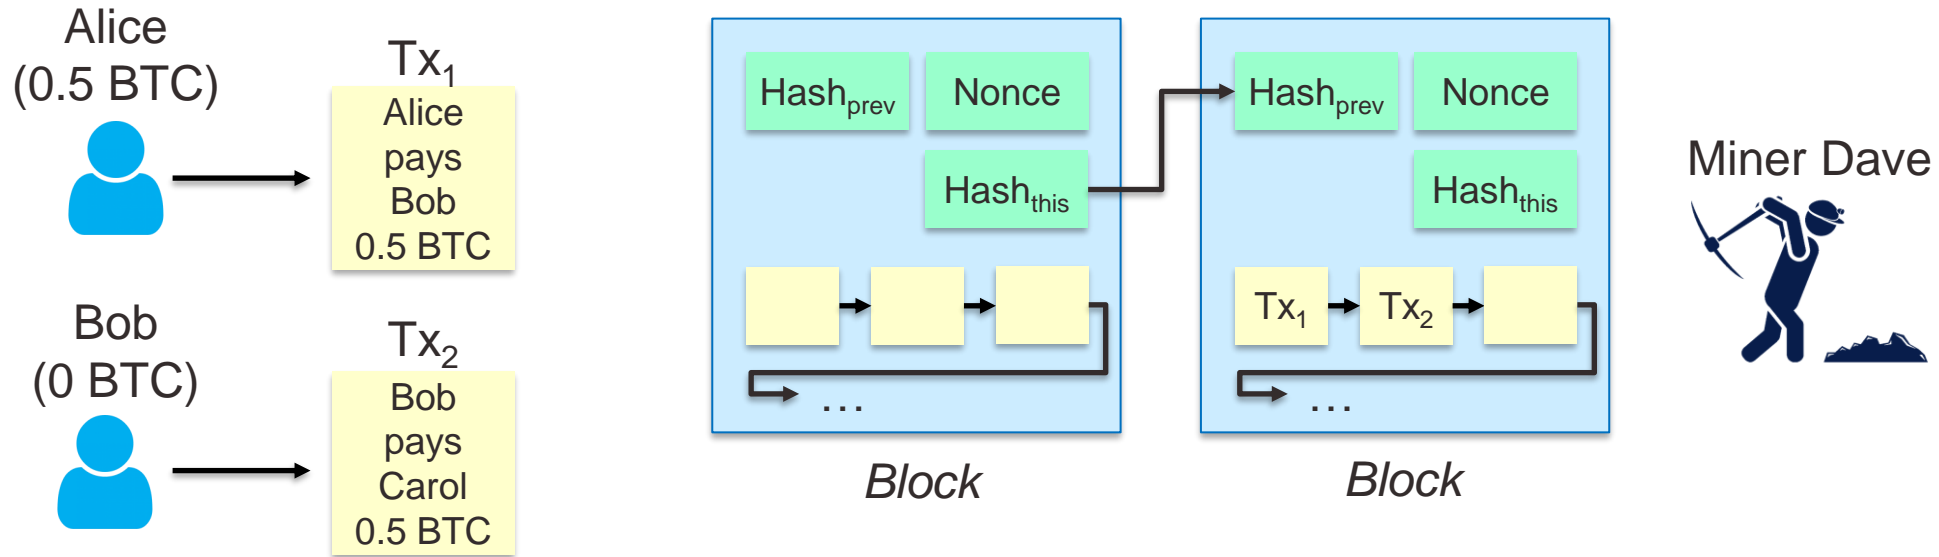 Alice
(0.5 BTC)
Tx1
Alice
pays
Bob
0.5 BTC
Bob
(0 BTC)
Tx2
Bob
pays
Carol
0.5 BTC
Hashprev
Nonce
Hashthis
...
Block
Hashprev
Nonce
Hashthis
Tx1
Tx2
...
Block
Miner Dave